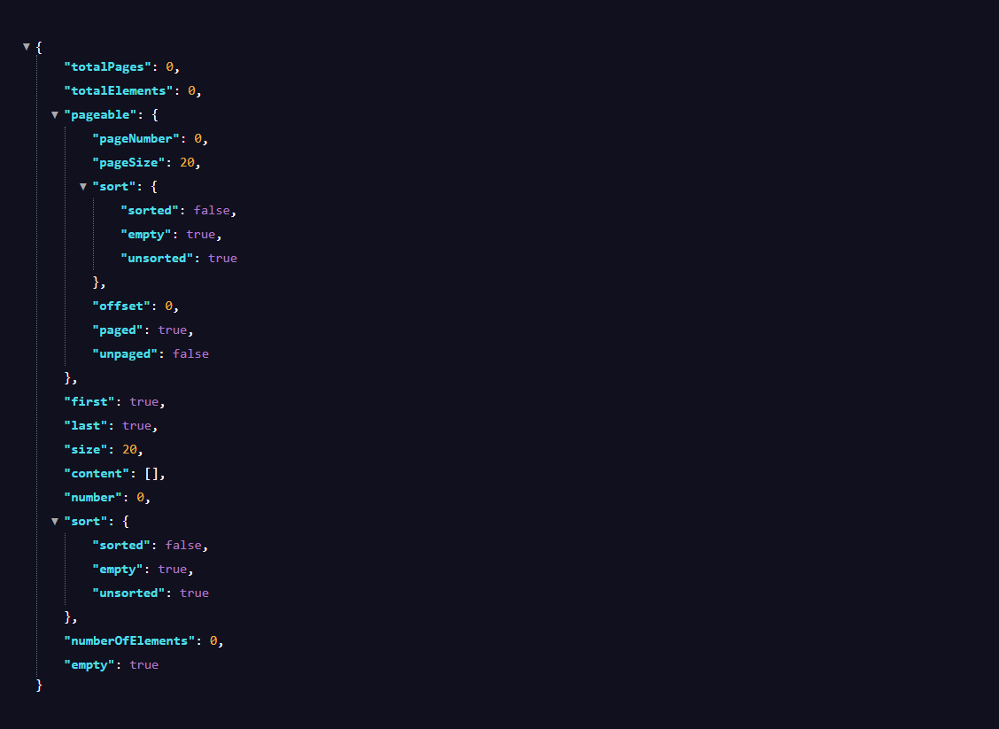 {
"totalPages": 0,
"totalElements": 0,
"pageable": {
"pageNumber": 0,
"pageSize": 20,
"sort": {
"sorted": false,
"empty": true,
"unsorted": true
},
"offset": 0,
"paged": true,
"unpaged": false
},
"first": true,
"last": true,
"size": 20,
"content": [],
"number": 0,
"sort": {
"sorted": false,
"empty": true,
"unsorted": true
},
"numberOfElements": 0,
"empty": true
}